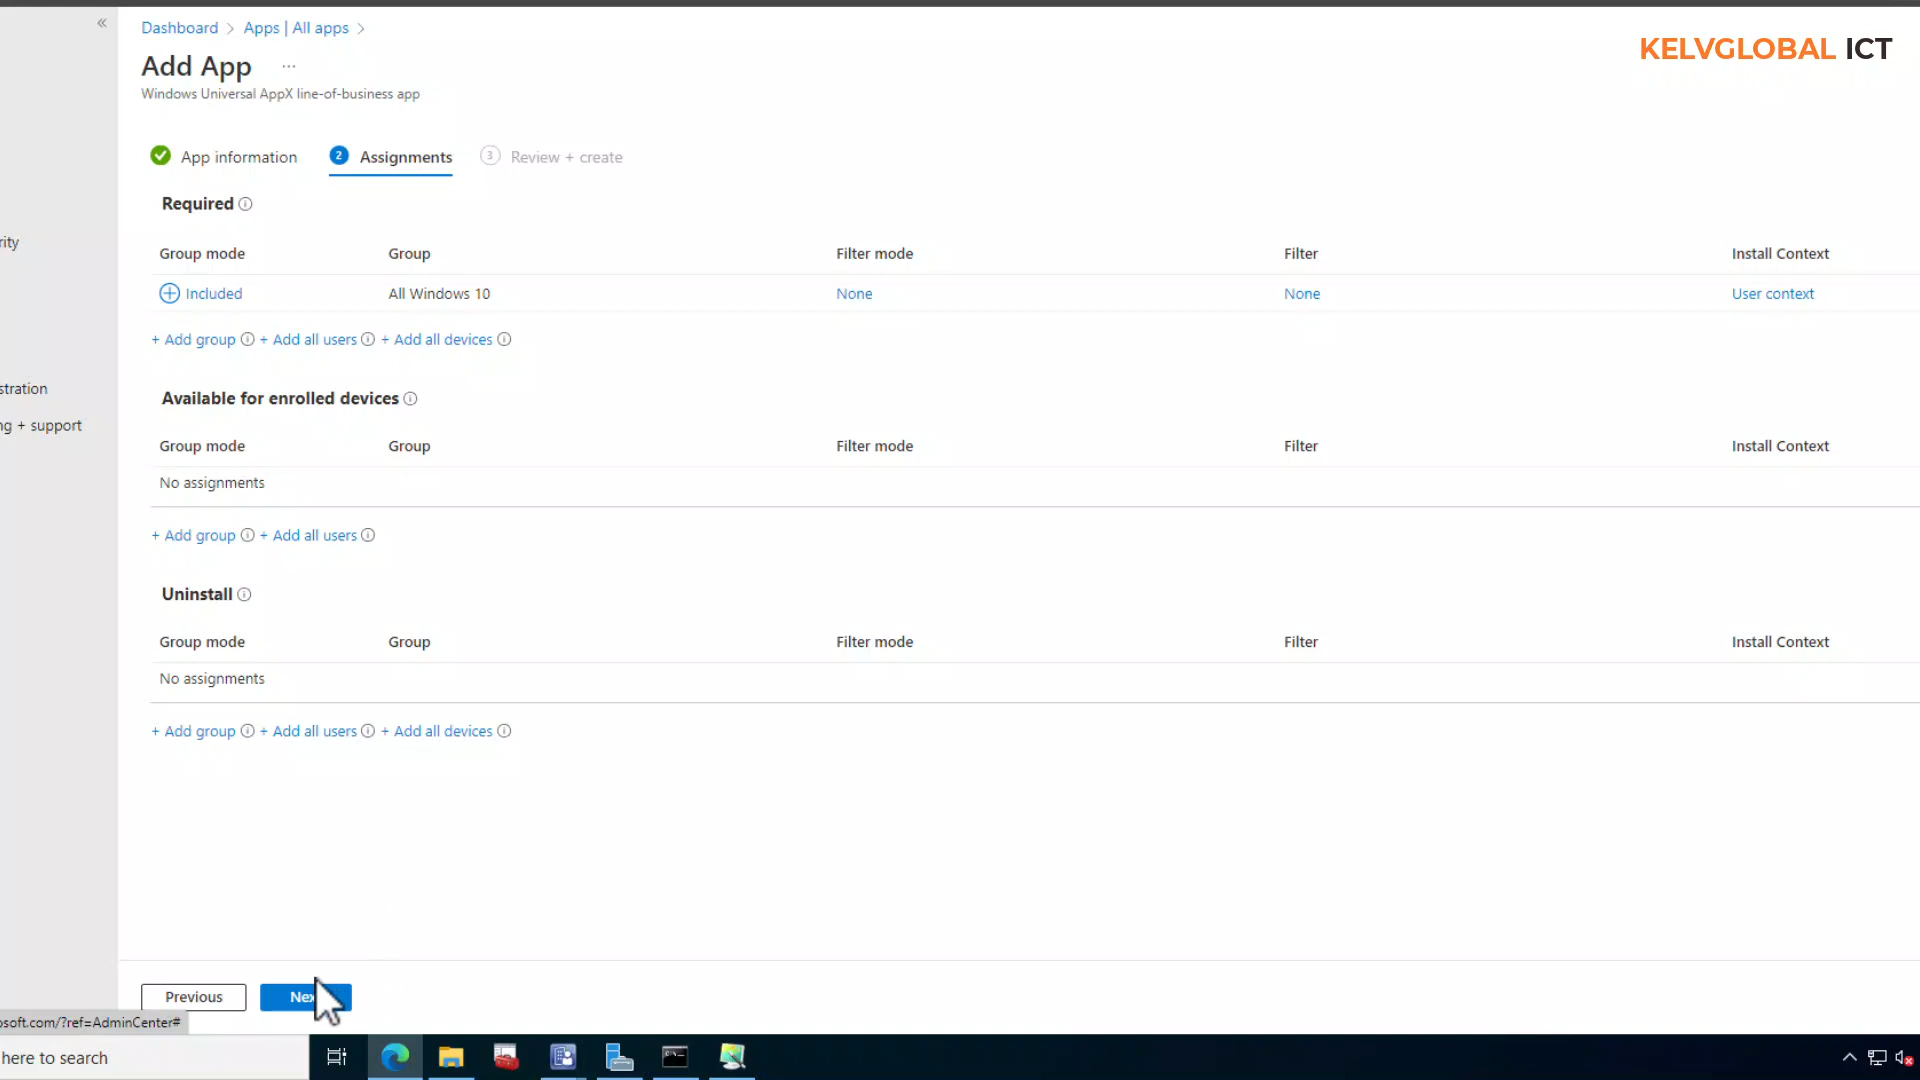 «
Dashboard > Apps | All apps >
Add App ...
KELVGLOBAL ICT
Windows Universal AppX line-of-business app
App information 2 Assignments 3 Review + create
Required
rity
Group mode Group Filter mode Filter Install Context
Included All Windows 10 None None User context
+ Add group + Add all users + Add all devices
stration
Available for enrolled devices
ng + support
Group mode Group Filter mode Filter Install Context
No assignments
+ Add group + Add all users
Uninstall
Group mode Group Filter mode Filter Install Context
No assignments
+ Add group + Add all users + Add all devices
Previous Nex
osoft.com/?ref=AdminCenter#
here to search